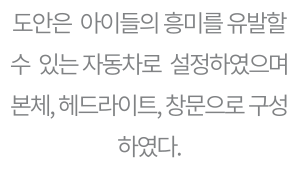 도안은 아이들의 흥미를 유발할
수 있는 자동차로 설정하였으며
본체, 헤드라이트, 창문으로 구성
하였다.